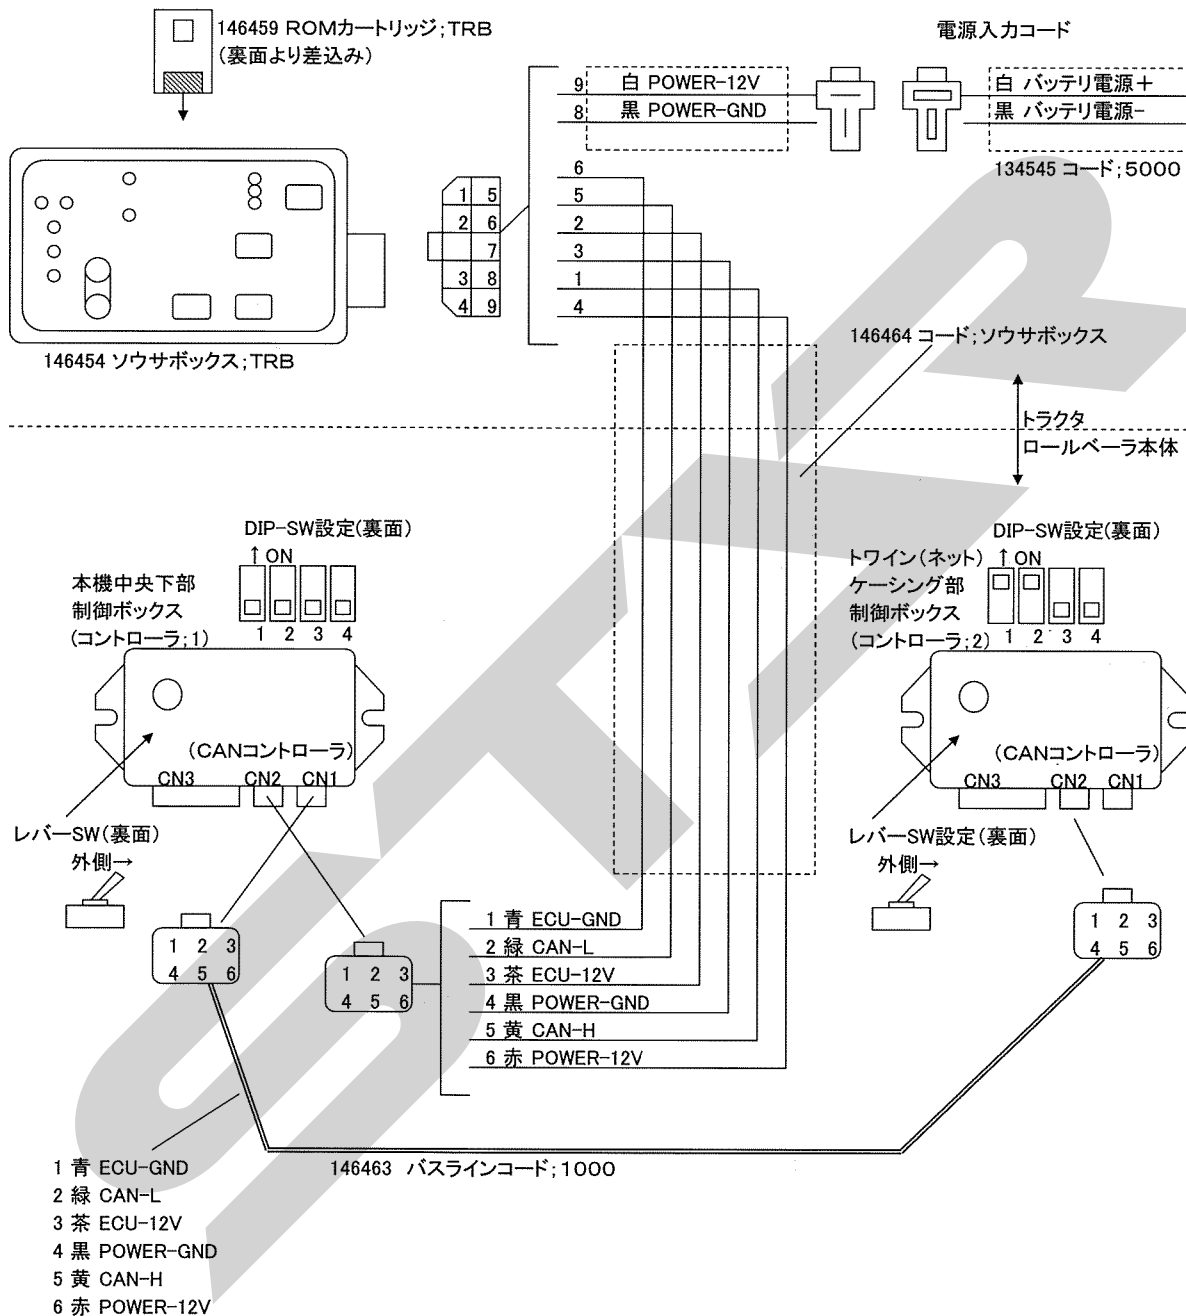 146459 ROMカートリッジ;TRB
(裏面より差込み)
電源入力コード
9 白 POWER-12V
8 黒 POWER-GND
白 バッテリ電源＋
黒 バッテリ電源-
134545 コード;5000
6
5
2
3
1
4
1 5
2 6
7
3 8
4 9
146454 ソウサボックス;TRB
146464 コード;ソウサボックス
トラクタ
ロールベーラ本体
DIP-SW設定(裏面)
↑ON
本機中央下部
制御ボックス
(コントローラ;1)
1 2 3 4
(CANコントローラ)
CN3 CN2 CN1
レバーSW(裏面)
外側→
DIP-SW設定(裏面)
トワイン(ネット)
↑ON
ケーシング部
制御ボックス
(コントローラ;2)
1 2 3 4
(CANコントローラ)
CN3 CN2 CN1
レバーSW設定(裏面)
外側→
1 2 3
4 5 6
1 2 3
4 5 6
1 青 ECU-GND
2 緑 CAN-L
3 茶 ECU-12V
4 黒 POWER-GND
5 黄 CAN-H
6 赤 POWER-12V
1 2 3
4 5 6
146463 バスラインコード;1000
1 青 ECU-GND
2 緑 CAN-L
3 茶 ECU-12V
4 黒 POWER-GND
5 黄 CAN-H
6 赤 POWER-12V
STAR